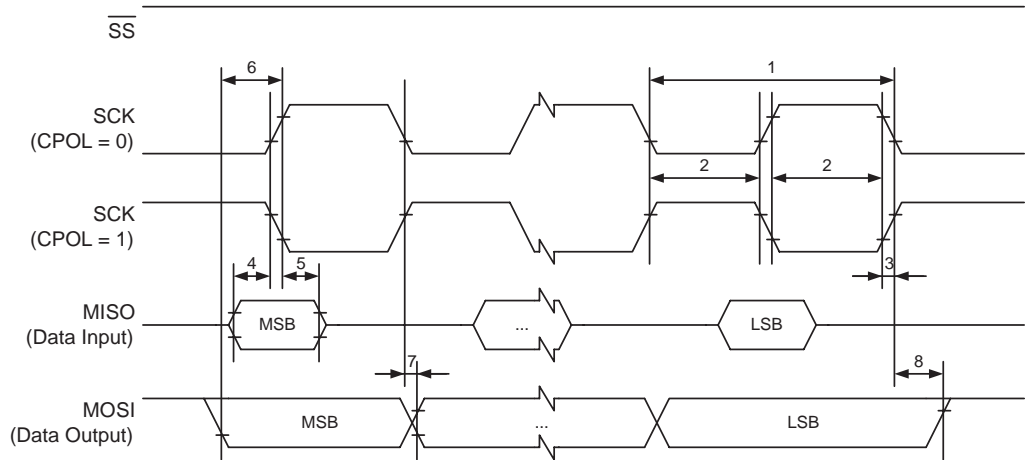 SS
6
1
SCK
(CPOL = 0)
2
2
SCK
(CPOL = 1)
4
5
3
MISO
(Data Input)
MSB
...
LSB
7
8
MOSI
(Data Output)
MSB
...
LSB